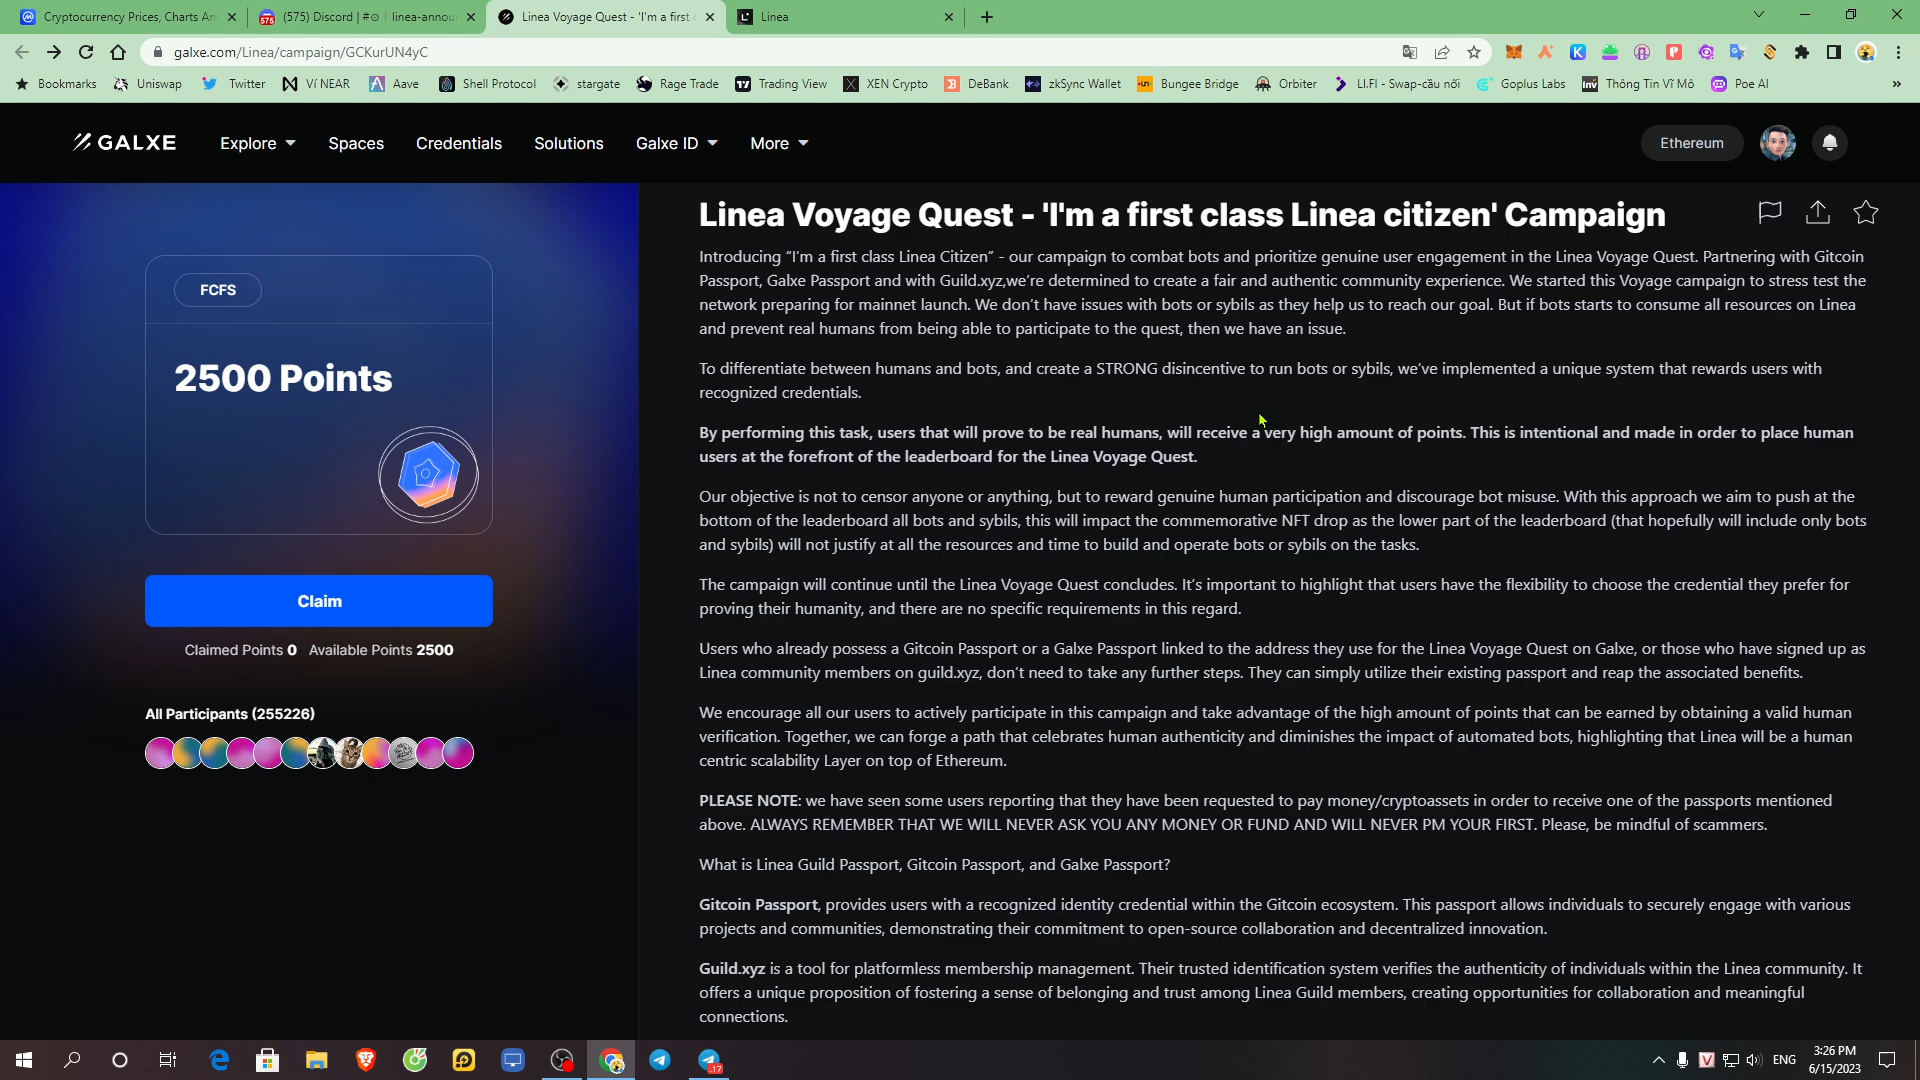 Cryptocurrency Prices, Charts An
(575) Discord | #⊙ | linea-annou
Linea Voyage Quest - 'I'm a first c
Linea
galxe.com/Linea/campaign/GCKurUN4yC
Bookmarks
Uniswap
Twitter
Ví NEAR
Aave
Shell Protocol
stargate
Rage Trade
Trading View
XEN Crypto
DeBank
zkSync Wallet
Bungee Bridge
Orbiter
LI.FI - Swap-cầu nối
Goplus Labs
Thông Tin Vĩ Mô
Poe AI
GALXE
Explore
Spaces
Credentials
Solutions
Galxe ID
More
Ethereum
FCFS
2500 Points
Claim
Claimed Points 0 Available Points 2500
All Participants (255226)
Linea Voyage Quest - 'I'm a first class Linea citizen' Campaign
Introducing "I'm a first class Linea Citizen" - our campaign to combat bots and prioritize genuine user engagement in the Linea Voyage Quest. Partnering with Gitcoin
Passport, Galxe Passport and with Guild.xyz,we're determined to create a fair and authentic community experience. We started this Voyage campaign to stress test the
network preparing for mainnet launch. We don't have issues with bots or sybils as they help us to reach our goal. But if bots starts to consume all resources on Linea
and prevent real humans from being able to participate to the quest, then we have an issue.
To differentiate between humans and bots, and create a STRONG disincentive to run bots or sybils, we've implemented a unique system that rewards users with
recognized credentials.
By performing this task, users that will prove to be real humans, will receive a very high amount of points. This is intentional and made in order to place human
users at the forefront of the leaderboard for the Linea Voyage Quest.
Our objective is not to censor anyone or anything, but to reward genuine human participation and discourage bot misuse. With this approach we aim to push at the
bottom of the leaderboard all bots and sybils, this will impact the commemorative NFT drop as the lower part of the leaderboard (that hopefully will include only bots
and sybils) will not justify at all the resources and time to build and operate bots or sybils on the tasks.
The campaign will continue until the Linea Voyage Quest concludes. It's important to highlight that users have the flexibility to choose the credential they prefer for
proving their humanity, and there are no specific requirements in this regard.
Users who already possess a Gitcoin Passport or a Galxe Passport linked to the address they use for the Linea Voyage Quest on Galxe, or those who have signed up as
Linea community members on guild.xyz, don't need to take any further steps. They can simply utilize their existing passport and reap the associated benefits.
We encourage all our users to actively participate in this campaign and take advantage of the high amount of points that can be earned by obtaining a valid human
verification. Together, we can forge a path that celebrates human authenticity and diminishes the impact of automated bots, highlighting that Linea will be a human
centric scalability Layer on top of Ethereum.
PLEASE NOTE: we have seen some users reporting that they have been requested to pay money/cryptoassets in order to receive one of the passports mentioned
above. ALWAYS REMEMBER THAT WE WILL NEVER ASK YOU ANY MONEY OR FUND AND WILL NEVER PM YOUR FIRST. Please, be mindful of scammers.
What is Linea Guild Passport, Gitcoin Passport, and Galxe Passport?
Gitcoin Passport, provides users with a recognized identity credential within the Gitcoin ecosystem. This passport allows individuals to securely engage with various
projects and communities, demonstrating their commitment to open-source collaboration and decentralized innovation.
Guild.xyz is a tool for platformless membership management. Their trusted identification system verifies the authenticity of individuals within the Linea community. It
offers a unique proposition of fostering a sense of belonging and trust among Linea Guild members, creating opportunities for collaboration and meaningful
connections.
ENG
3:26 PM
6/15/2023